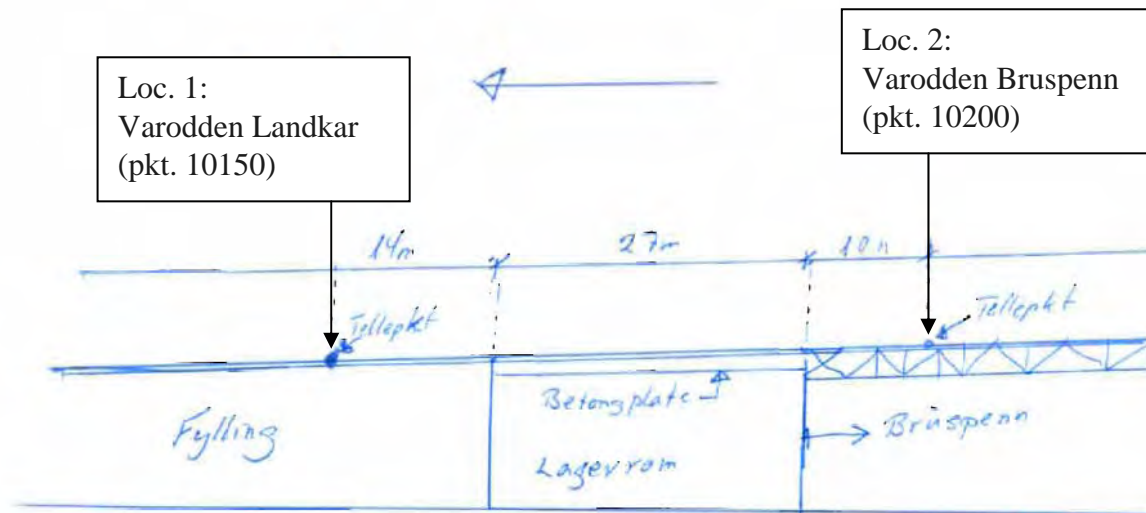 Loc. 1:
Varodden Landkar
(pkt. 10150)
Loc. 2:
Varodden Bruspenn
(pkt. 10200)
14m
27m
10m
Tellepkt
Tellepkt
Betongplate
Bruspenn
Fylling
Lagerrom